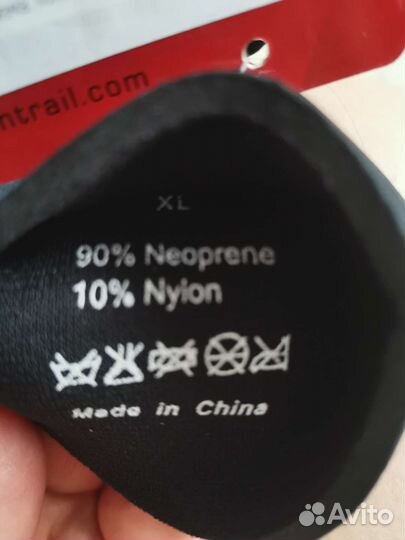 ntrail.com
XL
90% Neoprene
10% Nylon
Made in China
Avito